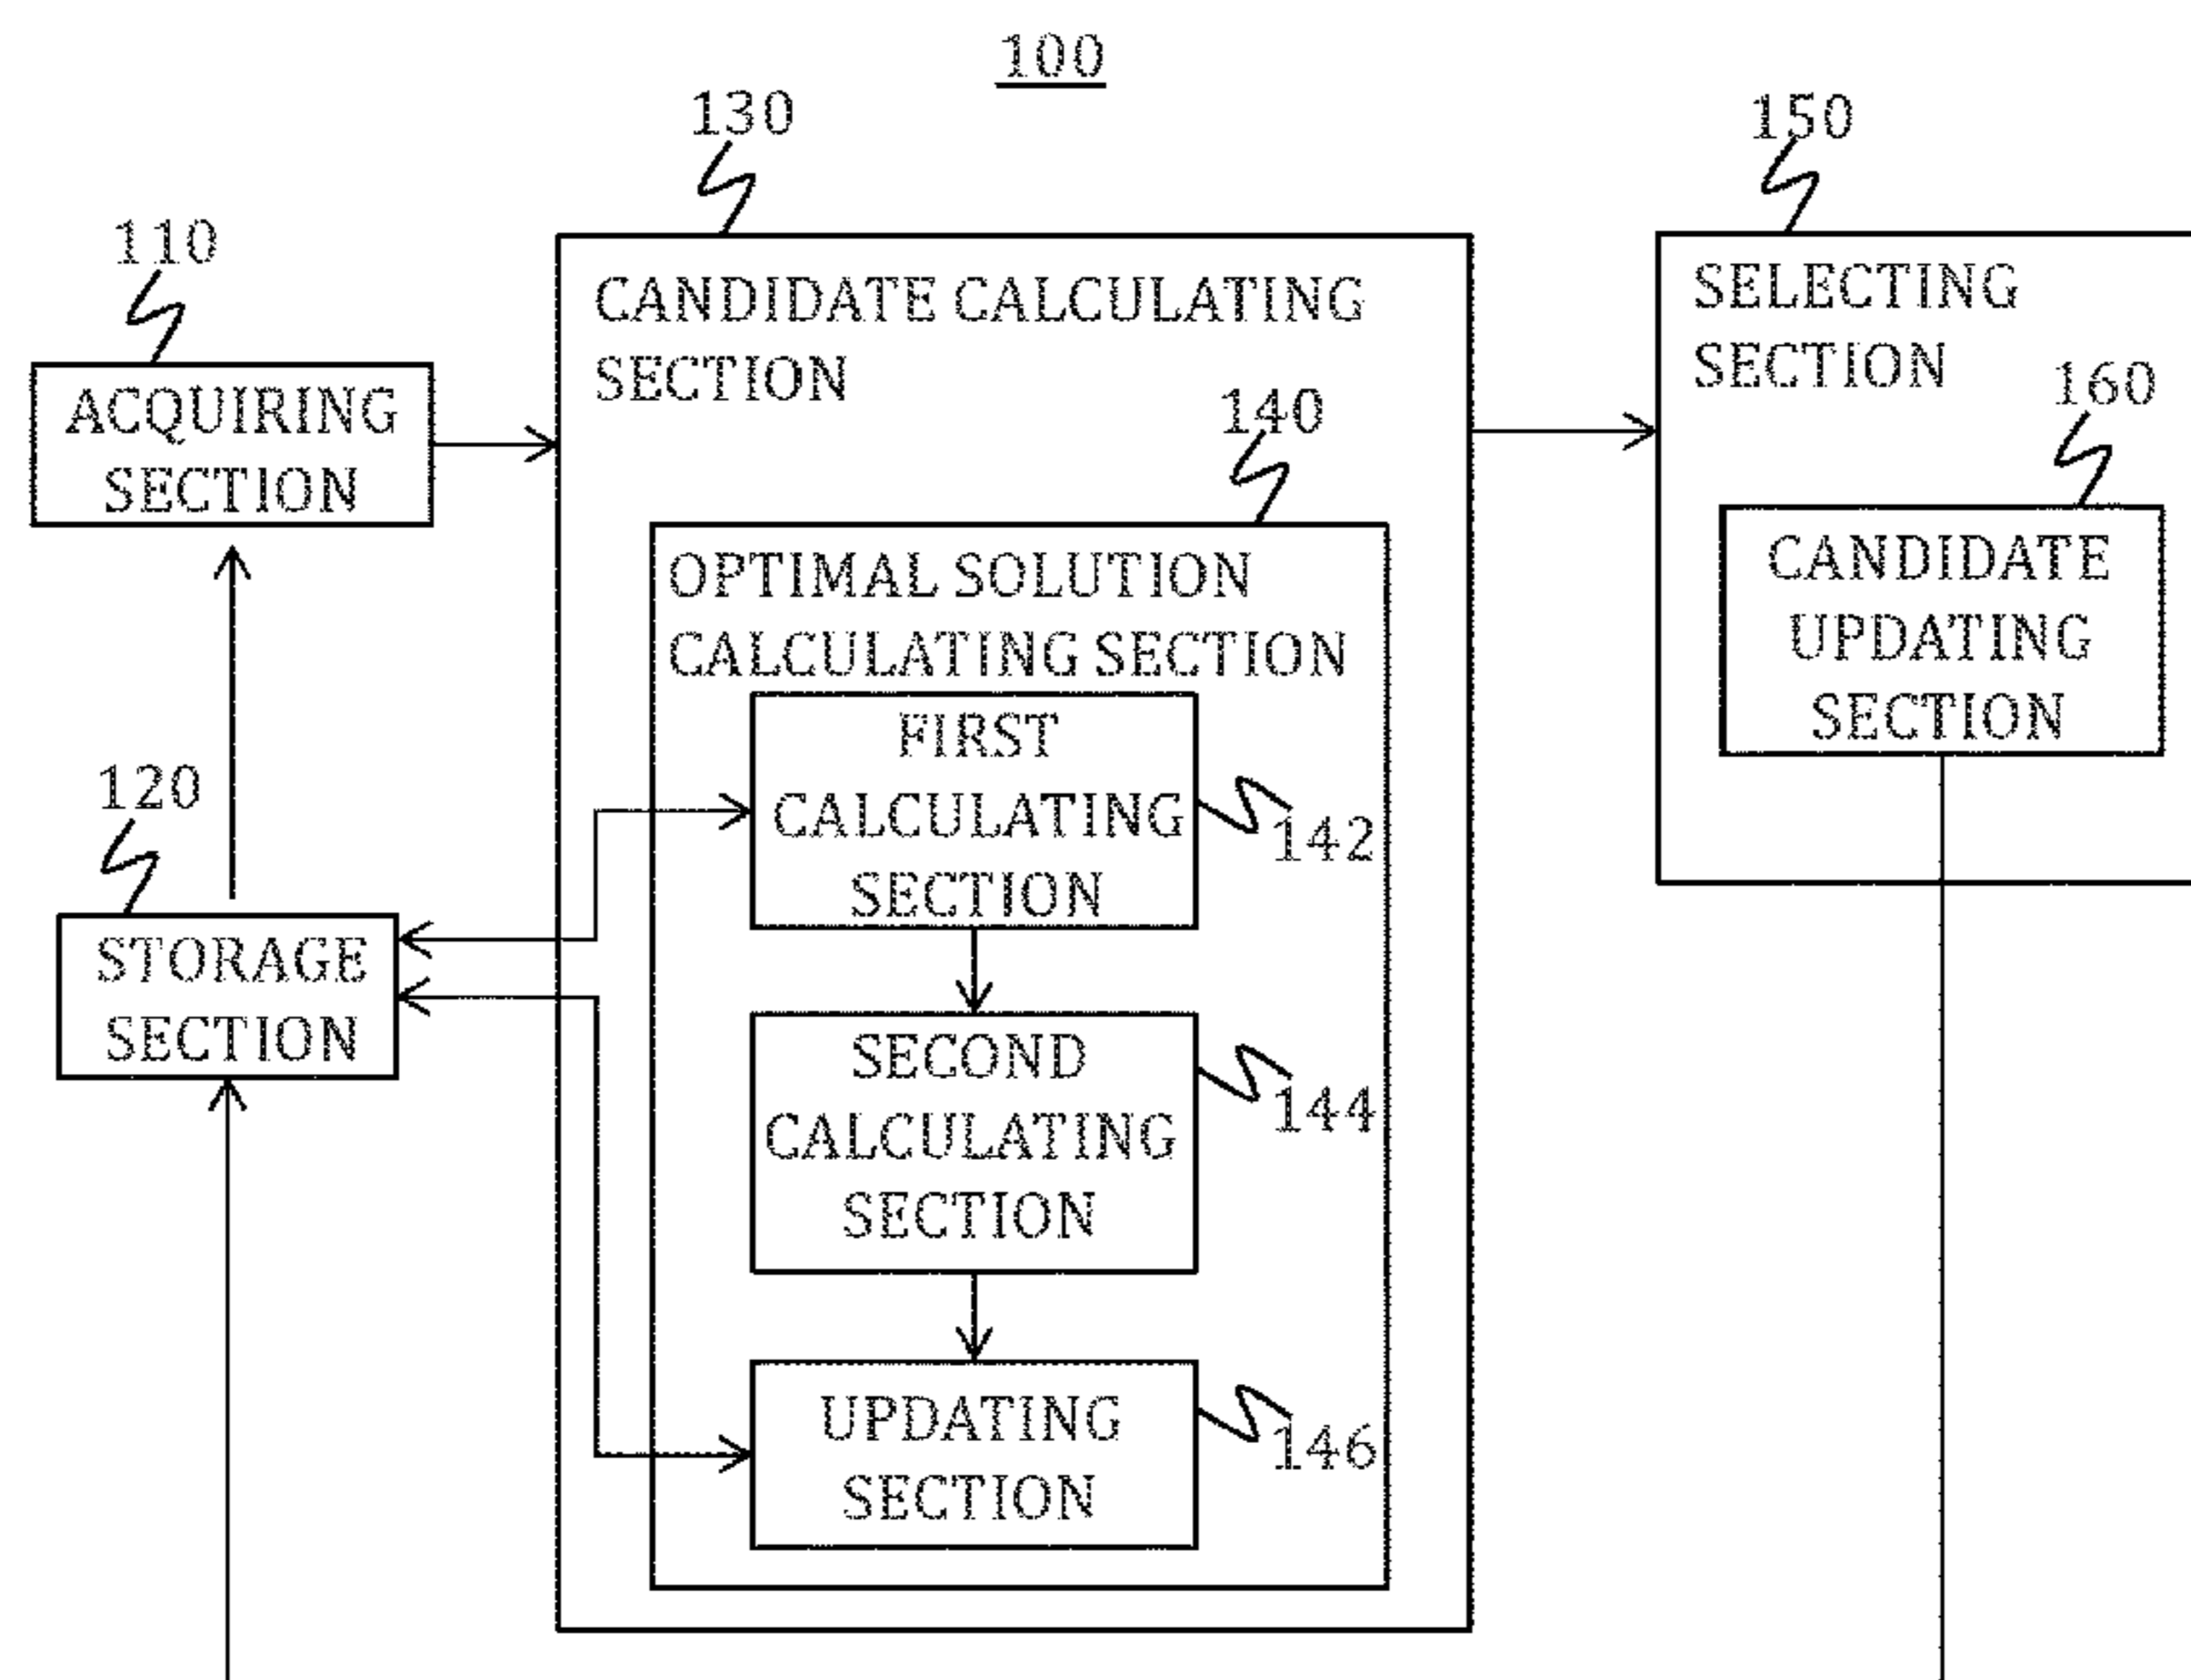 100
130
150
110
CANDIDATE CALCULATING
SECTION
SELECTING
SECTION
160
140
ACQUIRING
SECTION
OPTIMAL SOLUTION
CALCULATING SECTION
CANDIDATE
UPDATING
SECTION
FIRST
CALCULATING
SECTION
142
120
STORAGE
SECTION
SECOND
CALCULATING
SECTION
144
UPDATING
SECTION
146